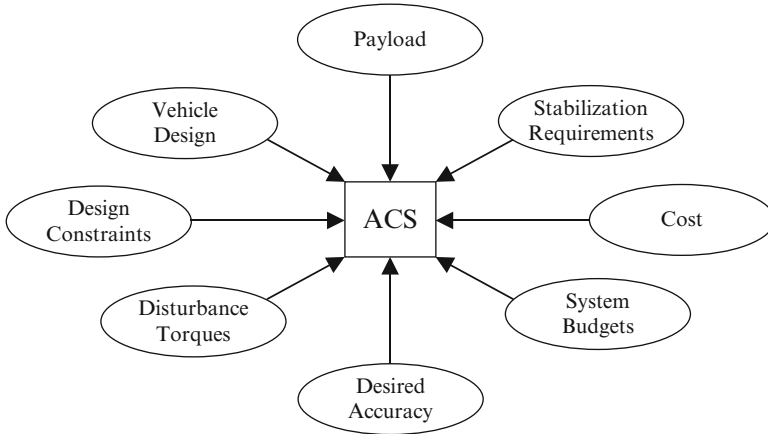 Payload
Vehicle
Design
Stabilization
Requirements
Design
Constraints
ACS
Cost
Disturbance
Torques
System
Budgets
Desired
Accuracy